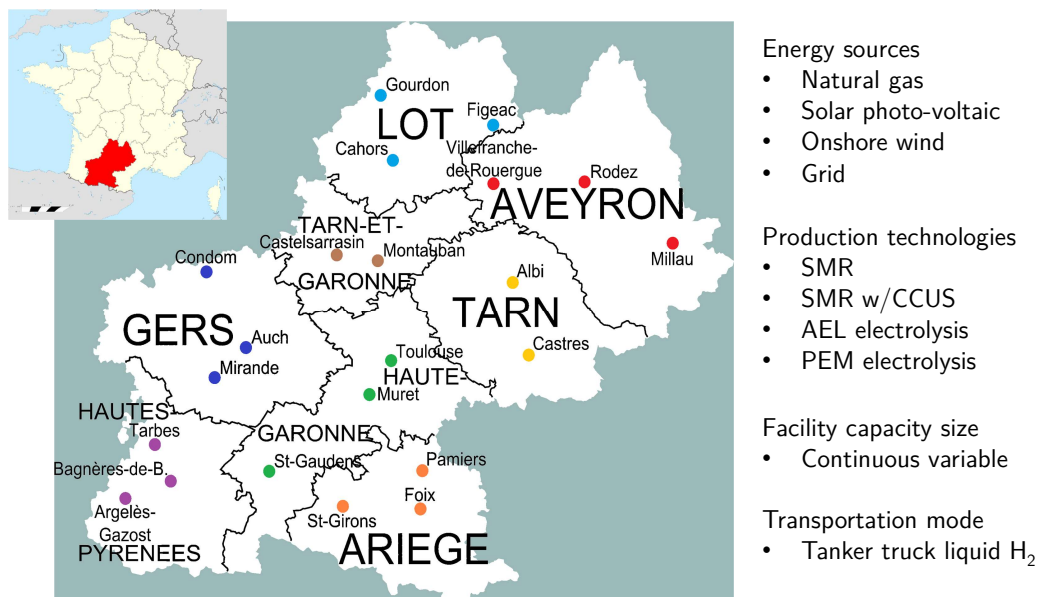 Gourdon
LOT
Figeac
Cahors
Villefranche-
de-Rouergue
Rodez
AVEYRON
TARN-ET-
Castelsarrasin
Montauban
GARONNE
Millau
Condom
Albi
TARN
GERS
Auch
Mirande
Toulouse
HAUTE-
Muret
Castres
HAUTES-
Tarbes
GARONNE
Bagnères-de-B.
St-Gaudens
Pamiers
Argelès-
Gazost
PYRENEES
St-Girons
Foix
ARIEGE
Energy sources
• Natural gas
• Solar photo-voltaic
• Onshore wind
• Grid
Production technologies
• SMR
• SMR w/CCUS
• AEL electrolysis
• PEM electrolysis
Facility capacity size
• Continuous variable
Transportation mode
• Tanker truck liquid H₂